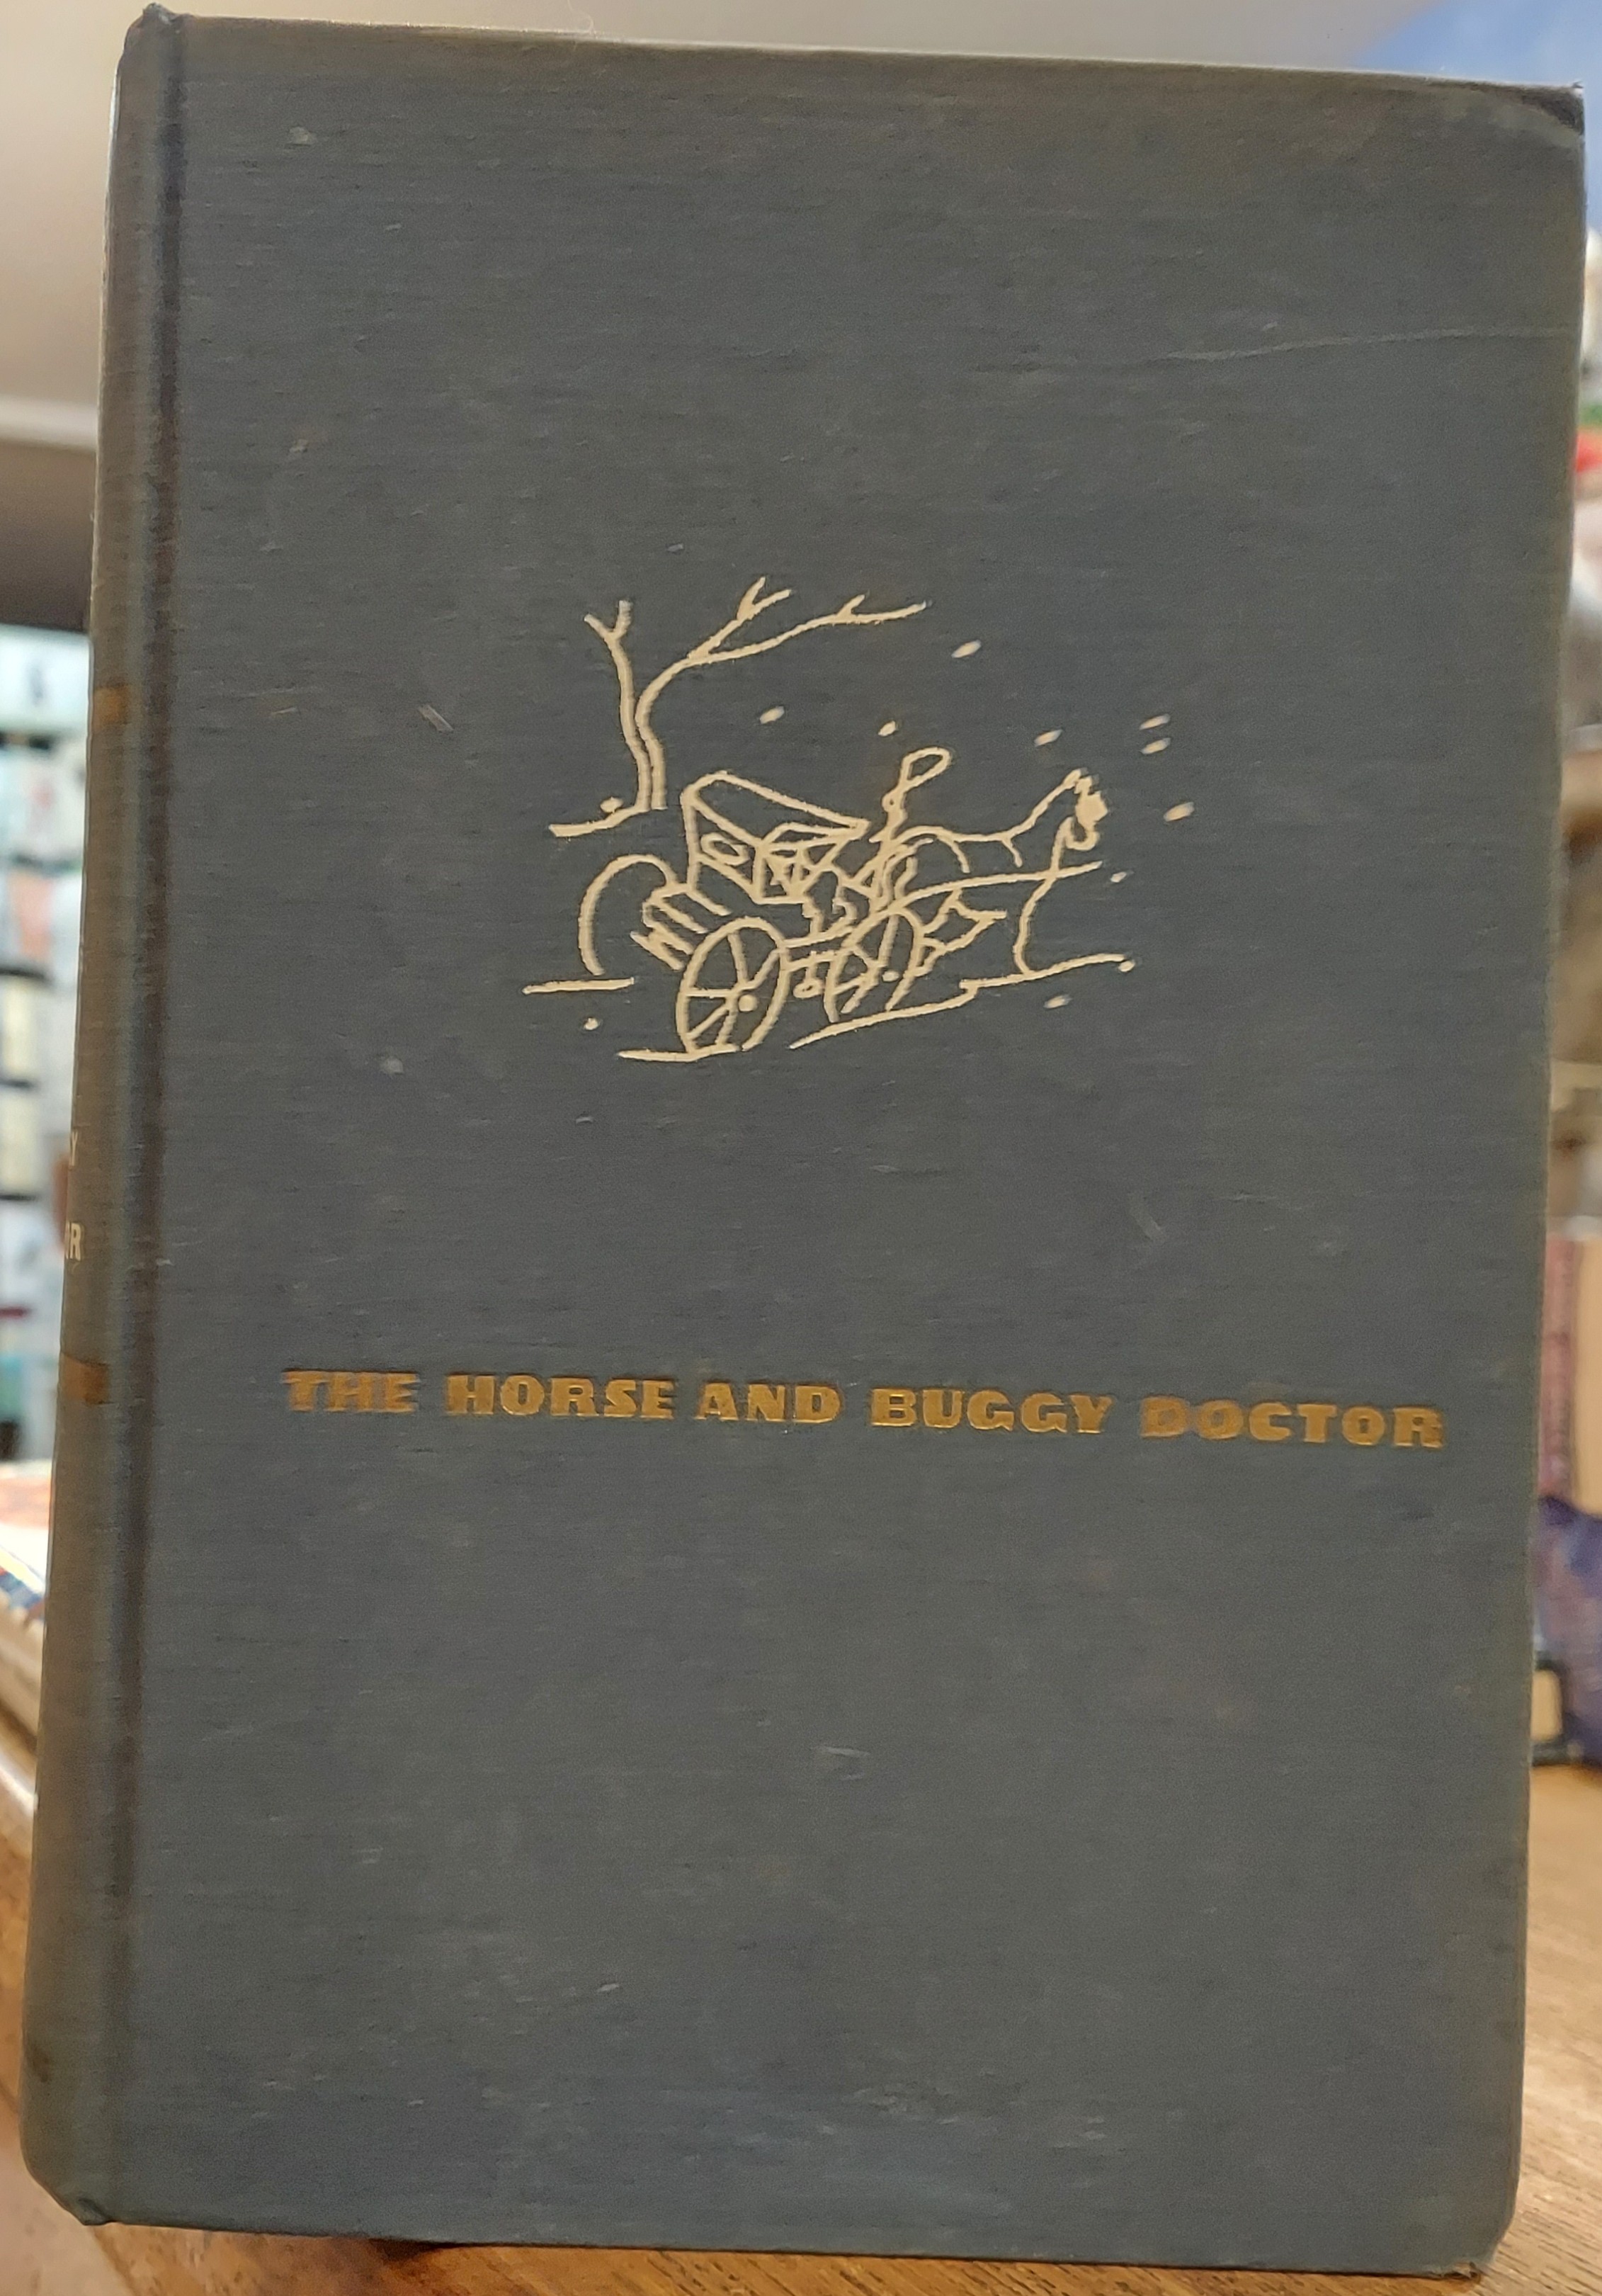 THE HORSE AND BUGGY DOCTOR